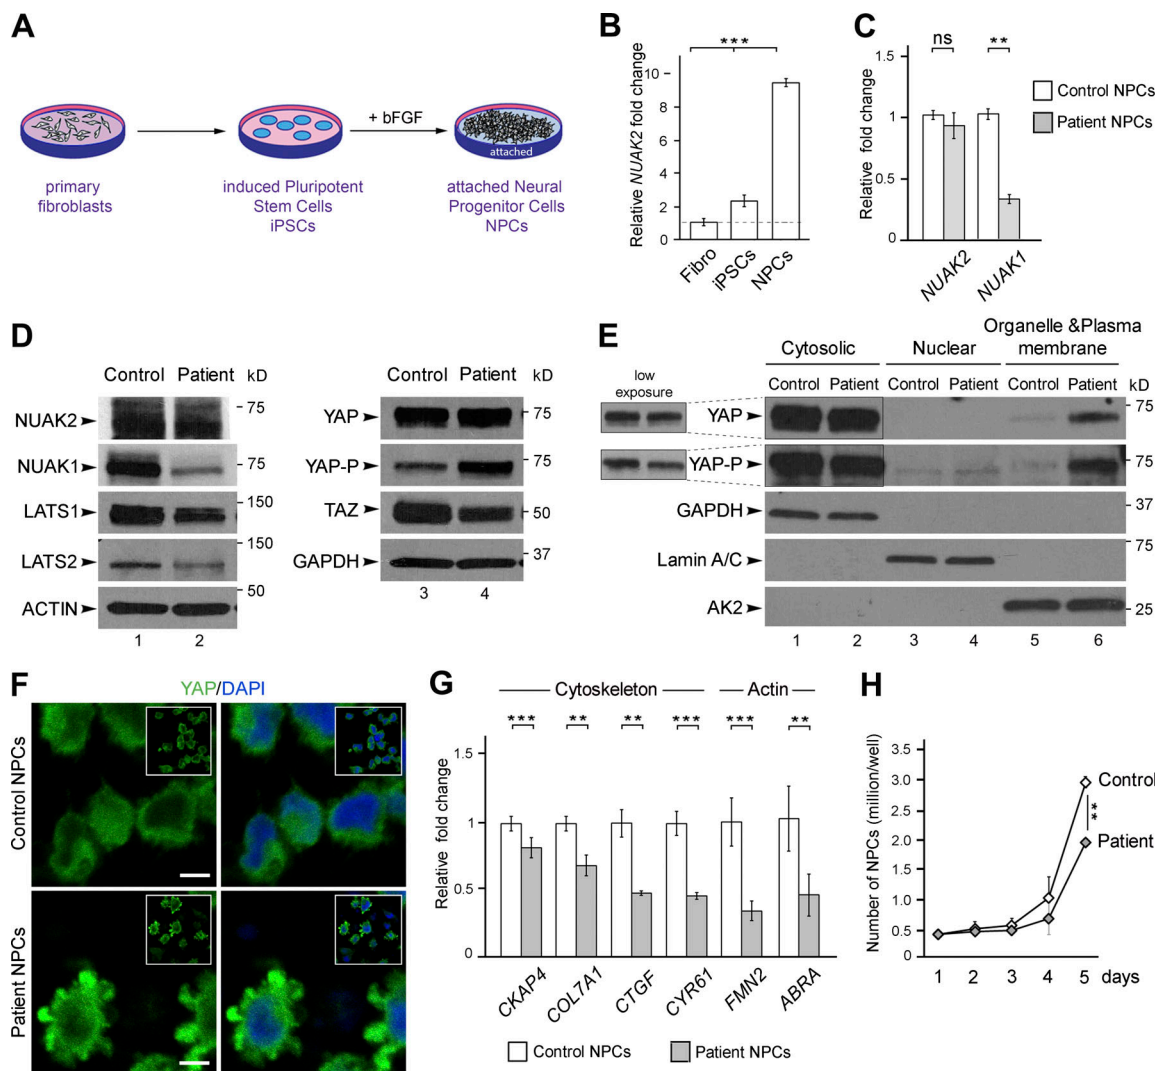 A
+ bFGF
attached
primary
fibroblasts
induced Pluripotent
Stem Cells
iPSCs
attached Neural
Progenitor Cells
NPCs
B
Relative NUAK2 fold change
***
10
8
6
4
2
0
Fibro
iPSCs
NPCs
C
Relative fold change
ns
**
1.5
1
0.5
0
NUAK2
NUAK1
Control NPCs
Patient NPCs
D
Control Patient kD
NUAK2
75
NUAK1
75
LATS1
150
LATS2
150
ACTIN
50
1 2
Control Patient kD
YAP
75
YAP-P
75
TAZ
50
GAPDH
37
3 4
E
Cytosolic
Nuclear
Organelle &Plasma
membrane
low
exposure
Control Patient Control Patient Control Patient kD
YAP
75
YAP-P
75
GAPDH
37
Lamin A/C
75
AK2
25
1 2 3 4 5 6
F
YAP/DAPI
Control NPCs
Patient NPCs
G
Cytoskeleton
Actin
*** ** ** *** *** **
Relative fold change
1.5
1
0.5
0
CKAP4
COL7A1
CTGF
CYR61
FMN2
ABRA
Control NPCs
Patient NPCs
H
Number of NPCs (million/well)
3.5
3.0
2.0
1.0
0.5
0
Control
**
Patient
1 2 3 4 5 days